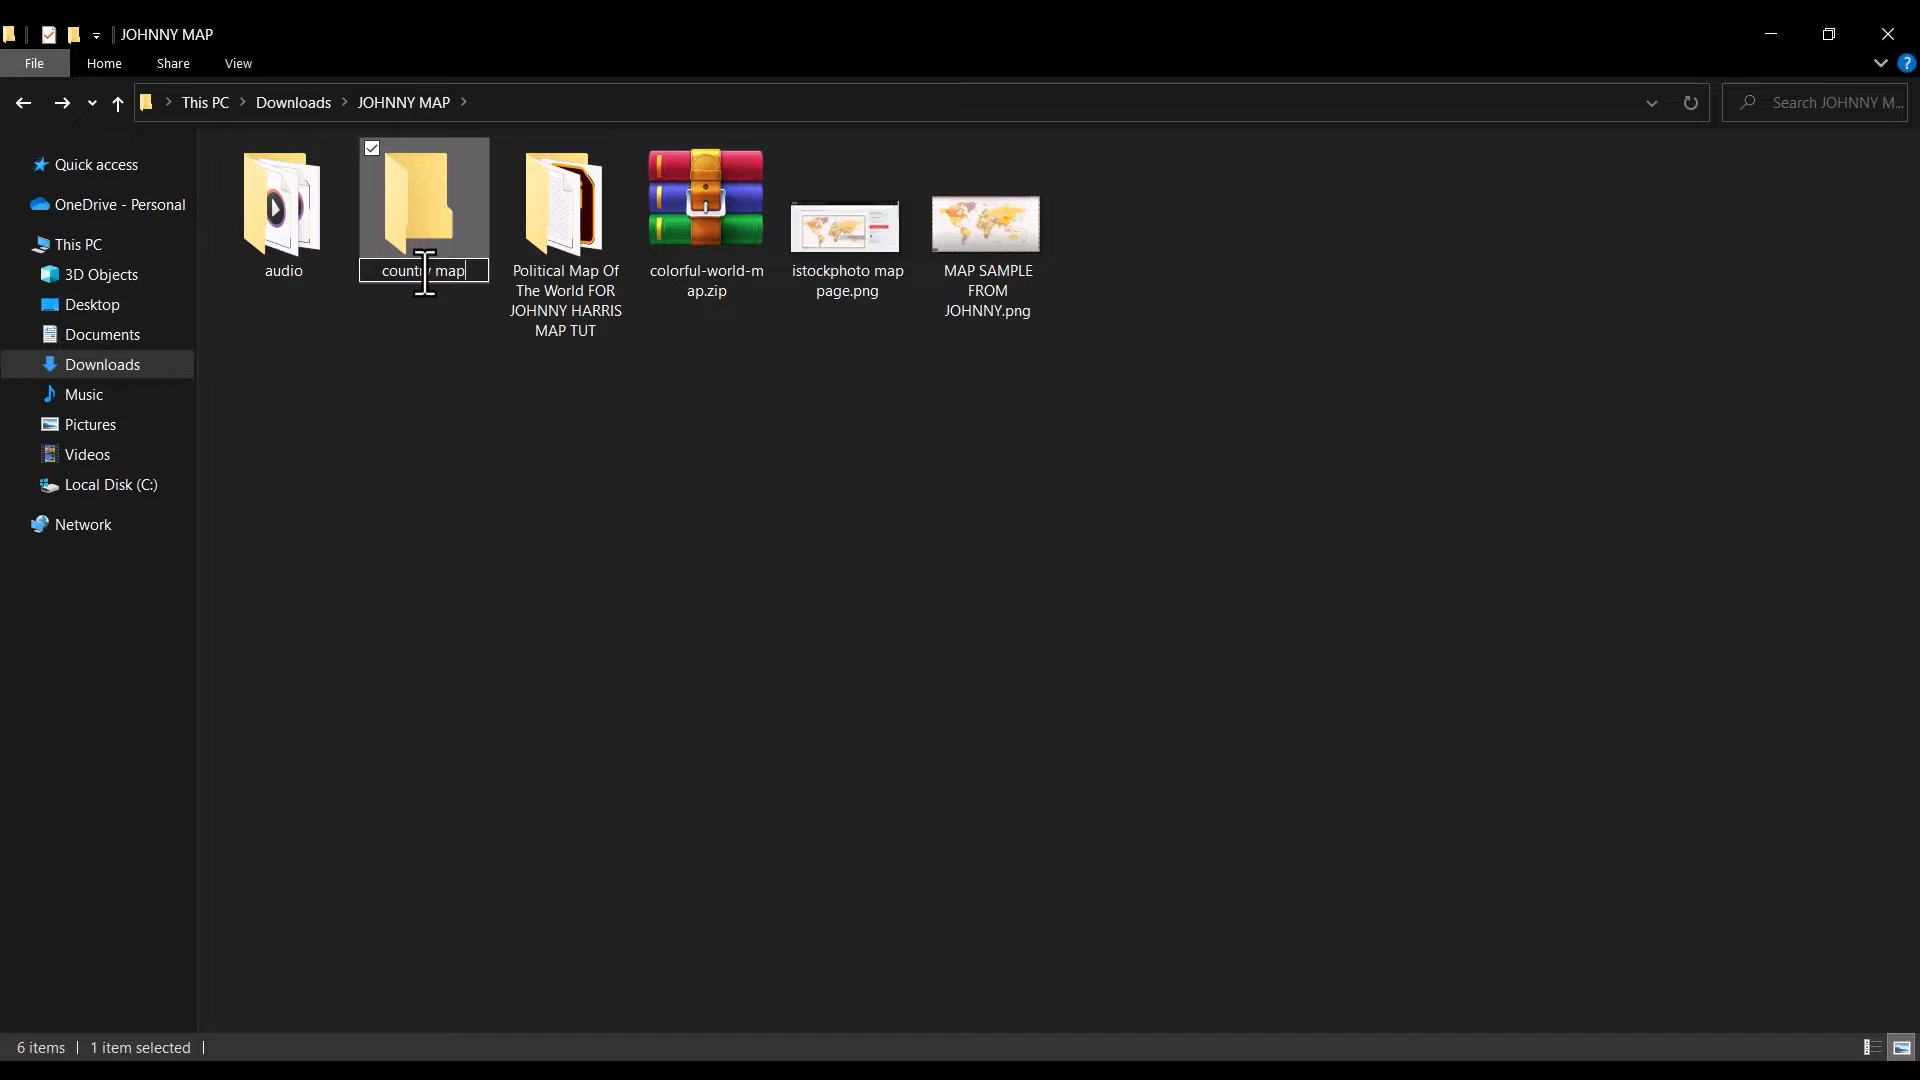 JOHNNY MAP
File Home Share View
?
This PC Downloads JOHNNY MAP
Search JOHNNY M...
Quick access
OneDrive - Personal
This PC
3D Objects
Desktop
Documents
Downloads
Music
Pictures
Videos
Local Disk (C:)
Network
audio
country map
Political Map Of
The World FOR
JOHNNY HARRIS
MAP TUT
colorful-world-m
ap.zip
istockphoto map
page.png
MAP SAMPLE
FROM
JOHNNY.png
6 items 1 item selected